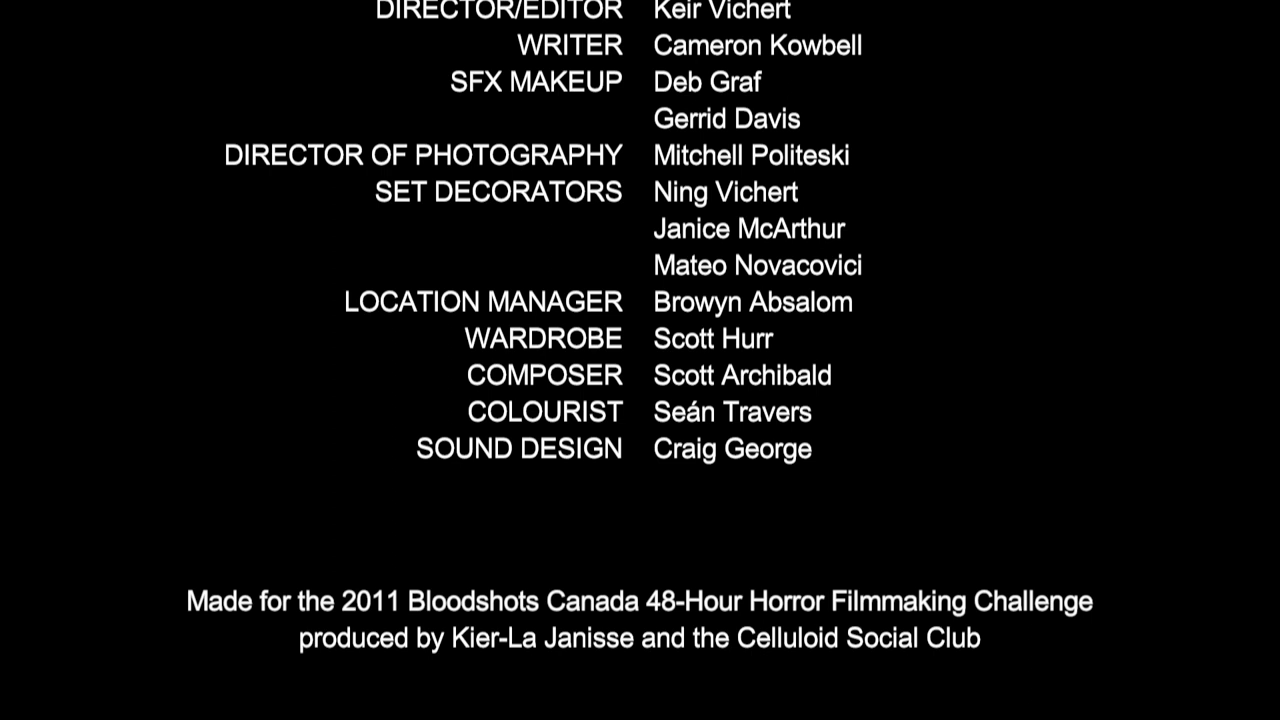 DIRECTOR/EDITOR Keir Vichert
WRITER Cameron Kowbell
SFX MAKEUP Deb Graf
Gerrid Davis
DIRECTOR OF PHOTOGRAPHY Mitchell Politeski
SET DECORATORS Ning Vichert
Janice McArthur
Mateo Novacovici
LOCATION MANAGER Browyn Absalom
WARDROBE Scott Hurr
COMPOSER Scott Archibald
COLOURIST Seán Travers
SOUND DESIGN Craig George
Made for the 2011 Bloodshots Canada 48-Hour Horror Filmmaking Challenge
produced by Kier-La Janisse and the Celluloid Social Club